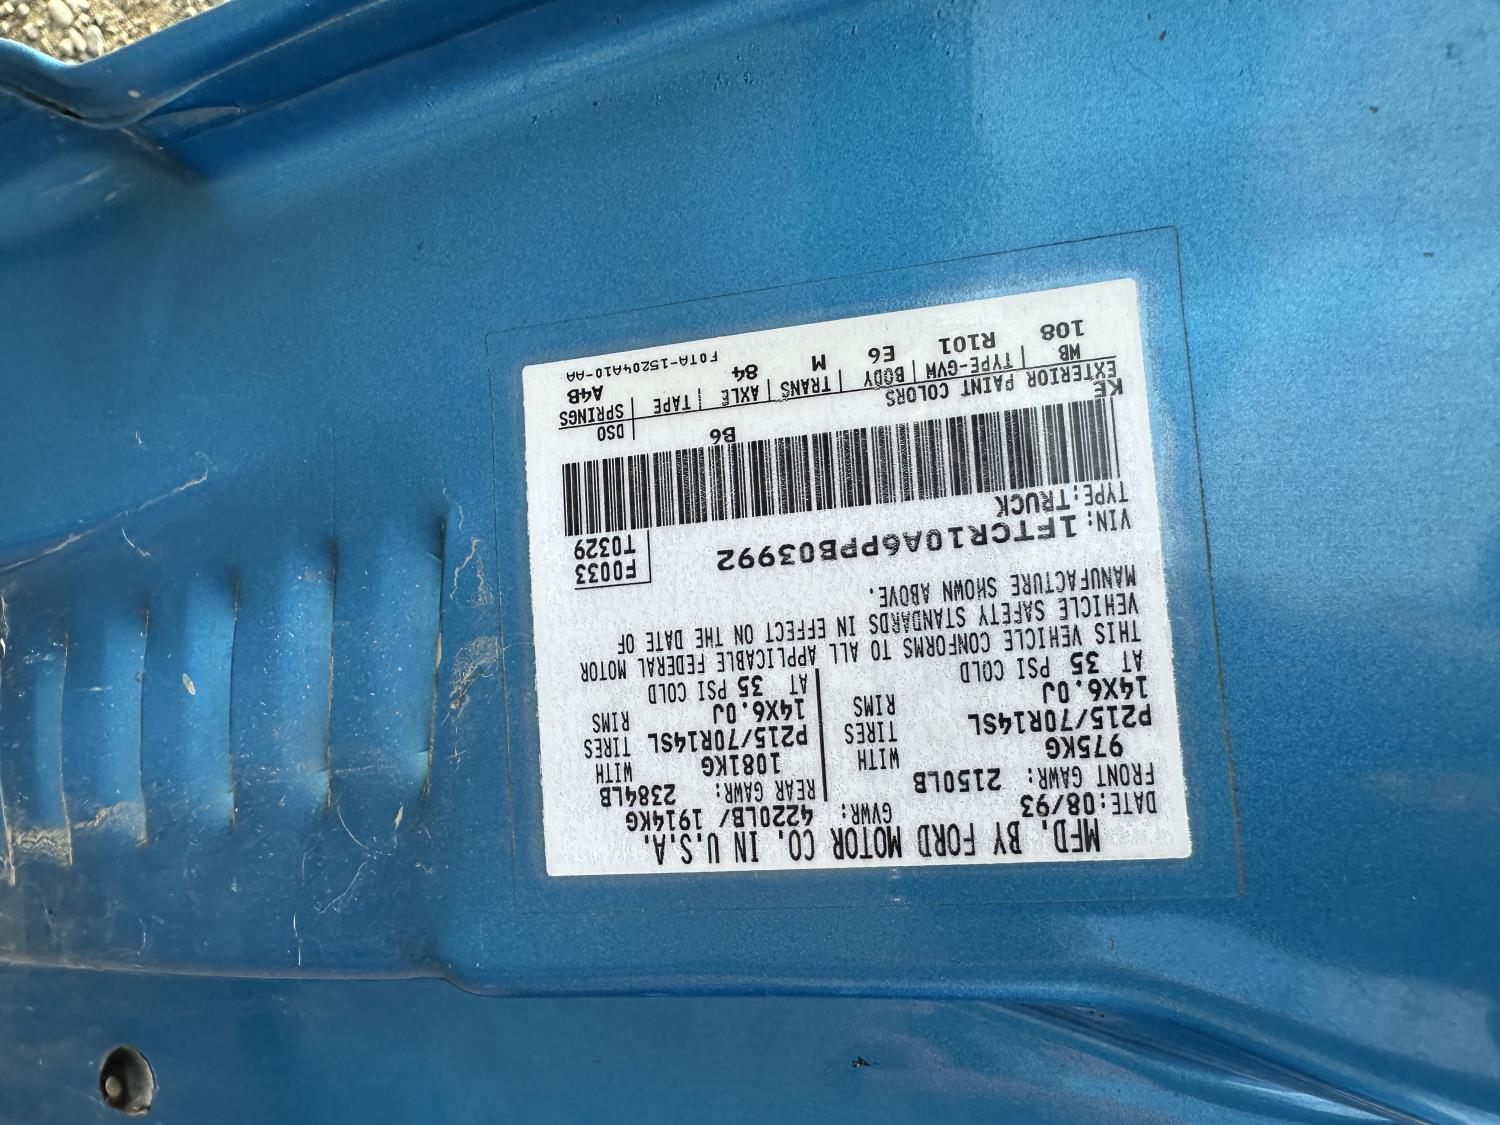 MFD. BY FORD MOTOR CO. IN U.S.A.
DATE: 08/93 GVWR: 4220LB/ 1914KG
FRONT GAWR: 2150LB REAR GAWR: 2384LB
975KG WITH 1081KG WITH
P215/70R14SL TIRES P215/70R14SL TIRES
14X6.0J RIMS 14X6.0J RIMS
AT 35 PSI COLD AT 35 PSI COLD
THIS VEHICLE CONFORMS TO ALL APPLICABLE FEDERAL MOTOR
VEHICLE SAFETY STANDARDS IN EFFECT ON THE DATE OF
MANUFACTURE SHOWN ABOVE.
VIN: 1FTCR10A6PPB03992 F0033
TYPE: TRUCK T0329
KE B6
EXTERIOR PAINT COLORS DSO
WB TYPE-GVW BODY TRANS AXLE TAPE SPRINGS
108 R101 E6 M 84 A4B
F0TA-15204A10-AA